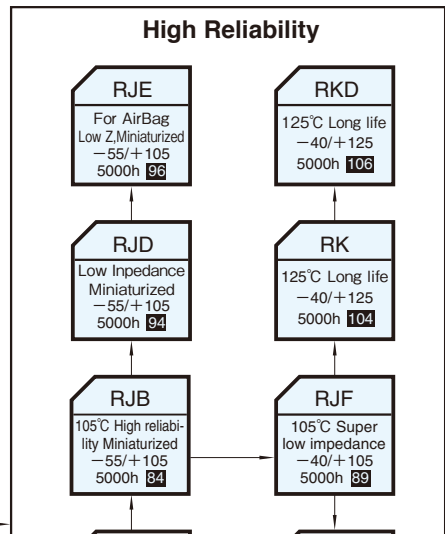 High Reliability
RJE
For AirBag
Low Z,Miniaturized
−55/+105
5000h 96
RKD
125℃ Long life
−40/+125
5000h 106
RJD
Low Inpedance
Miniaturized
−55/+105
5000h 94
RK
125℃ Long life
−40/+125
5000h 104
RJB
105℃ High reliabi-
lity Miniaturized
−55/+105
5000h 84
RJF
105℃ Super
low impedance
−40/+105
5000h 89